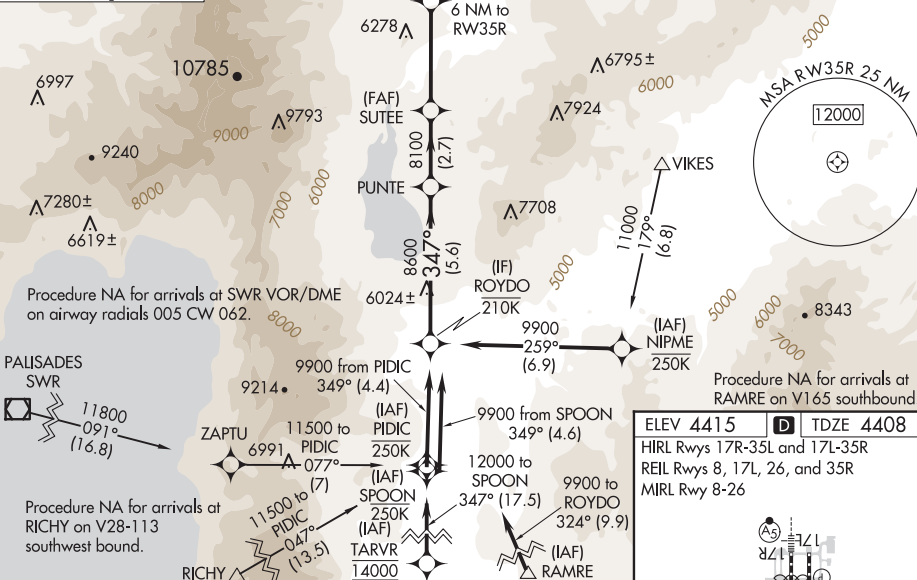 6 NM to
RW35R
6278
6795±
5000
6997
10785
6000
7924
MSA RW35R 25 NM
12000
(FAF)
SUTEE
9793
9000
8100
(2.7)
9240
VIKES
PUNTE
8000
7000
6000
7280±
6619±
7708
11000
179°
(6.8)
8600
347°
(5.6)
5000
(IF)
ROYDO
210K
6024±
Procedure NA for arrivals at SWR VOR/DME
on airway radials 005 CW 062.
8000
5000
6000
8343
7000
9900
259°
(6.9)
(IAF)
NIPME
250K
PALISADES
SWR
11800
091°
(16.8)
9900 from PIDIC
349° (4.4)
9214
Procedure NA for arrivals at
RAMRE on V165 southbound
(IAF)
PIDIC
250K
9900 from SPOON
349° (4.6)
ZAPTU
6991
11500 to
PIDIC
077°
(7)
ELEV 4415
D
TDZE 4408
HIRL Rwys 17R-35L and 17L-35R
REIL Rwys 8, 17L, 26, and 35R
MIRL Rwy 8-26
12000 to
SPOON
347° (17.5)
(IAF)
SPOON
250K
9900 to
ROYDO
324° (9.9)
Procedure NA for arrivals at
RICHY on V28-113
southwest bound.
11500 to
PIDIC
047°
(13.5)
(IAF)
TARVR
14000
(IAF)
RAMRE
RICHY
A5
17R
17L